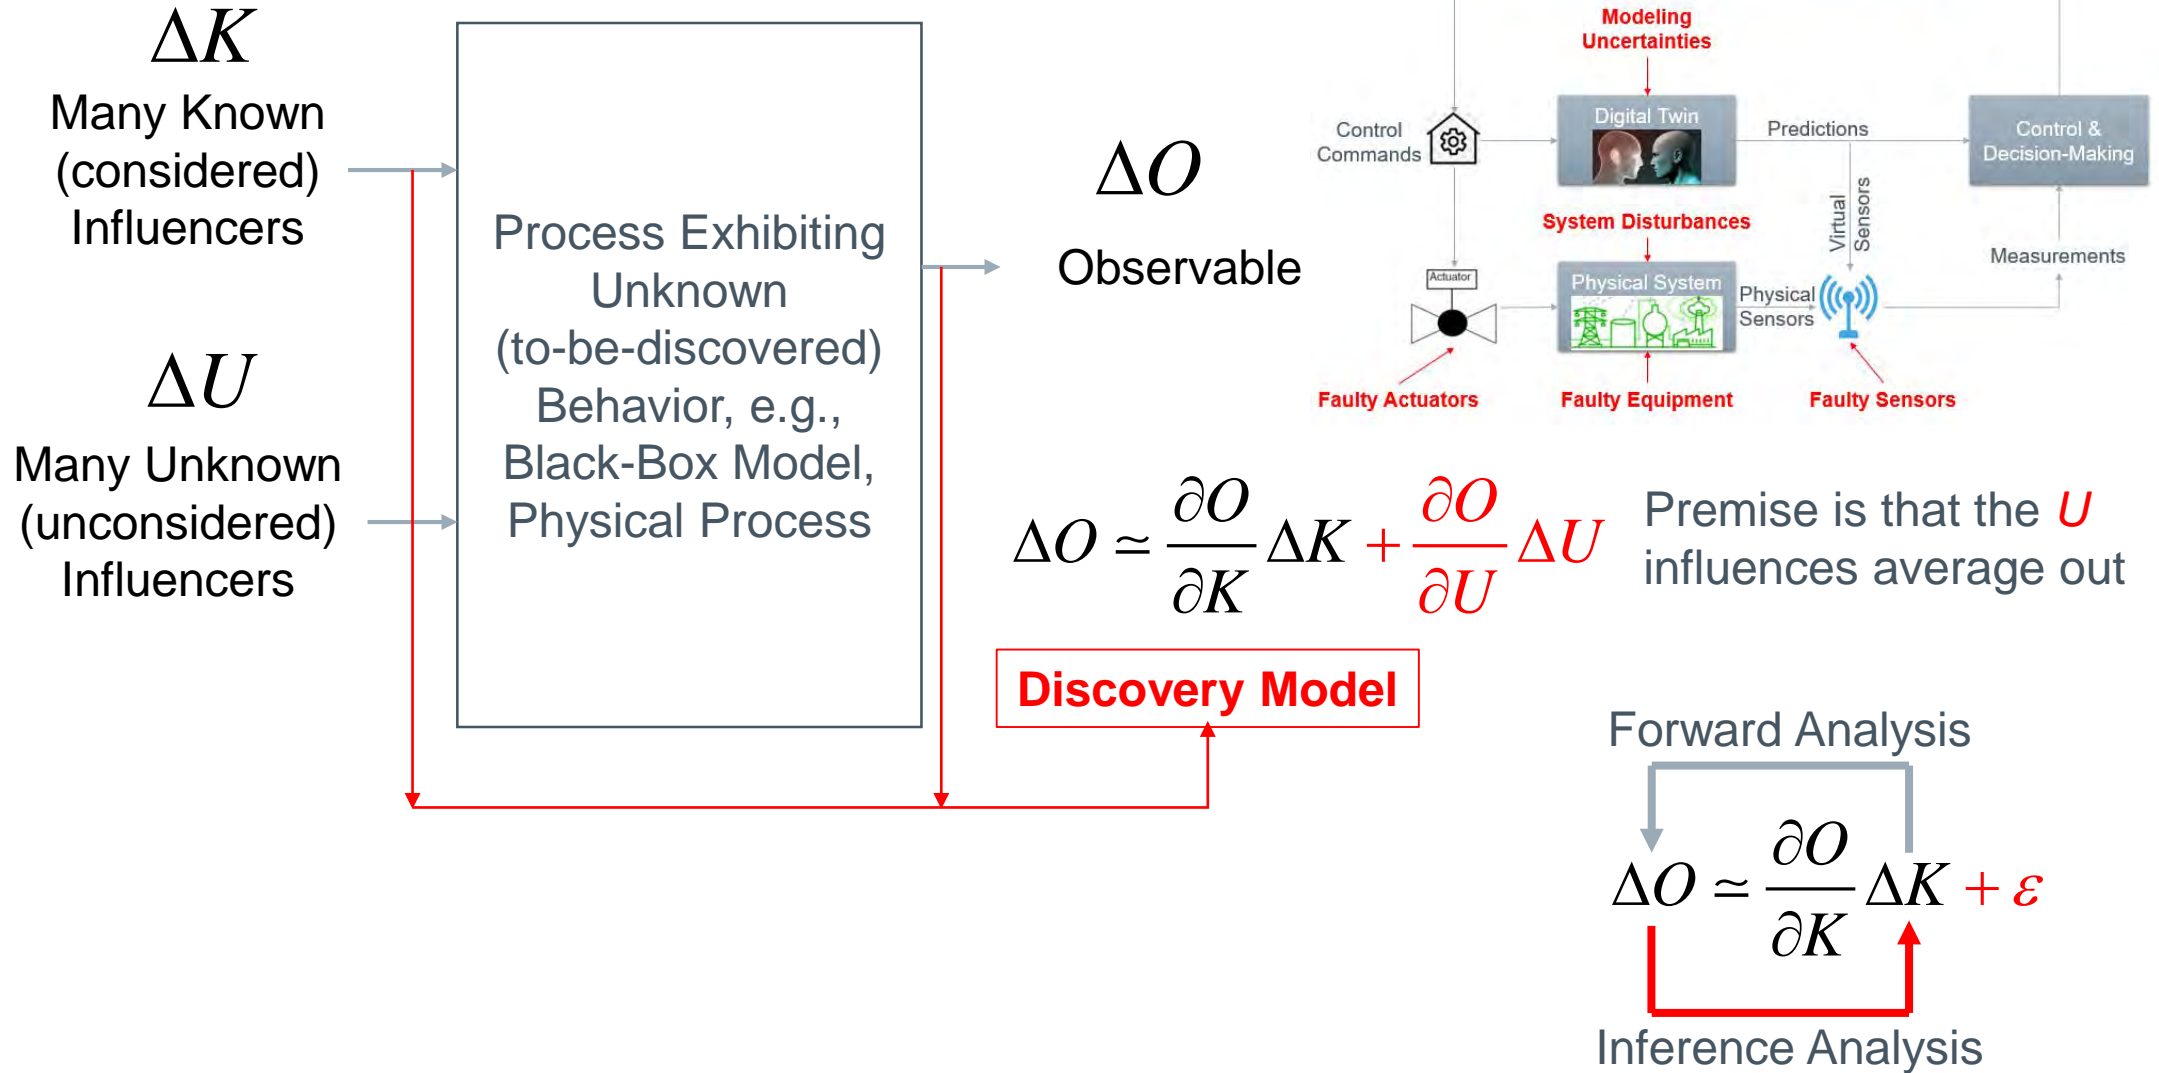 ΔK
Many Known
(considered)
Influencers
ΔU
Many Unknown
(unconsidered)
Influencers
Process Exhibiting
Unknown
(to-be-discovered)
Behavior, e.g.,
Black-Box Model,
Physical Process
ΔO
Observable
Modeling
Uncertainties
Control
Commands
Digital Twin
Predictions
Control &
Decision-Making
Virtual
Sensors
System Disturbances
Measurements
Actuator
Physical System
Physical
Sensors
Faulty Actuators
Faulty Equipment
Faulty Sensors
ΔO ≃ ∂O/∂K ΔK + ∂O/∂U ΔU
Premise is that the U
influences average out
Discovery Model
Forward Analysis
ΔO ≃ ∂O/∂K ΔK + ε
Inference Analysis